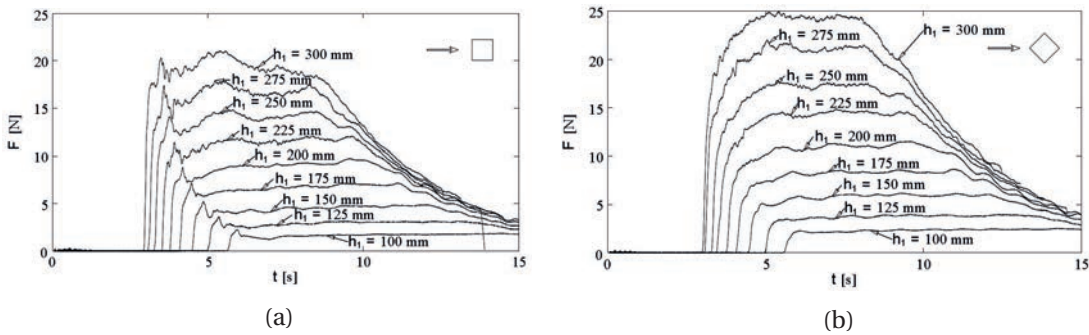 (a)
25
20
15
10
5
0
F [N]
h₁ = 300 mm
h₁ = 275 mm
h₁ = 250 mm
h₁ = 225 mm
h₁ = 200 mm
h₁ = 175 mm
h₁ = 150 mm
h₁ = 125 mm
h₁ = 100 mm
0 5 10 15
t [s]
(a)
(b)
25
20
15
10
5
0
F [N]
h₁ = 300 mm
h₁ = 275 mm
h₁ = 250 mm
h₁ = 225 mm
h₁ = 200 mm
h₁ = 175 mm
h₁ = 150 mm
h₁ = 125 mm
h₁ = 100 mm
0 5 10 15
t [s]
(b)